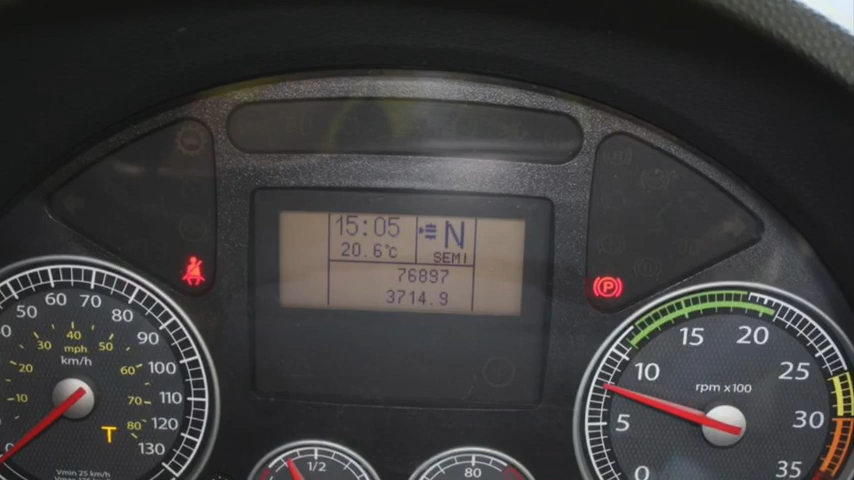 15:05
20.6°C
N
SEMI
76897
3714.9
P
60 70
80
90
100
110
120
130
20 30 40 50 60 70 80
10
mph
km/h
T
Vmin 25 km/h
1/2
80
rpm x100
0
5
10
15
20
25
30
35